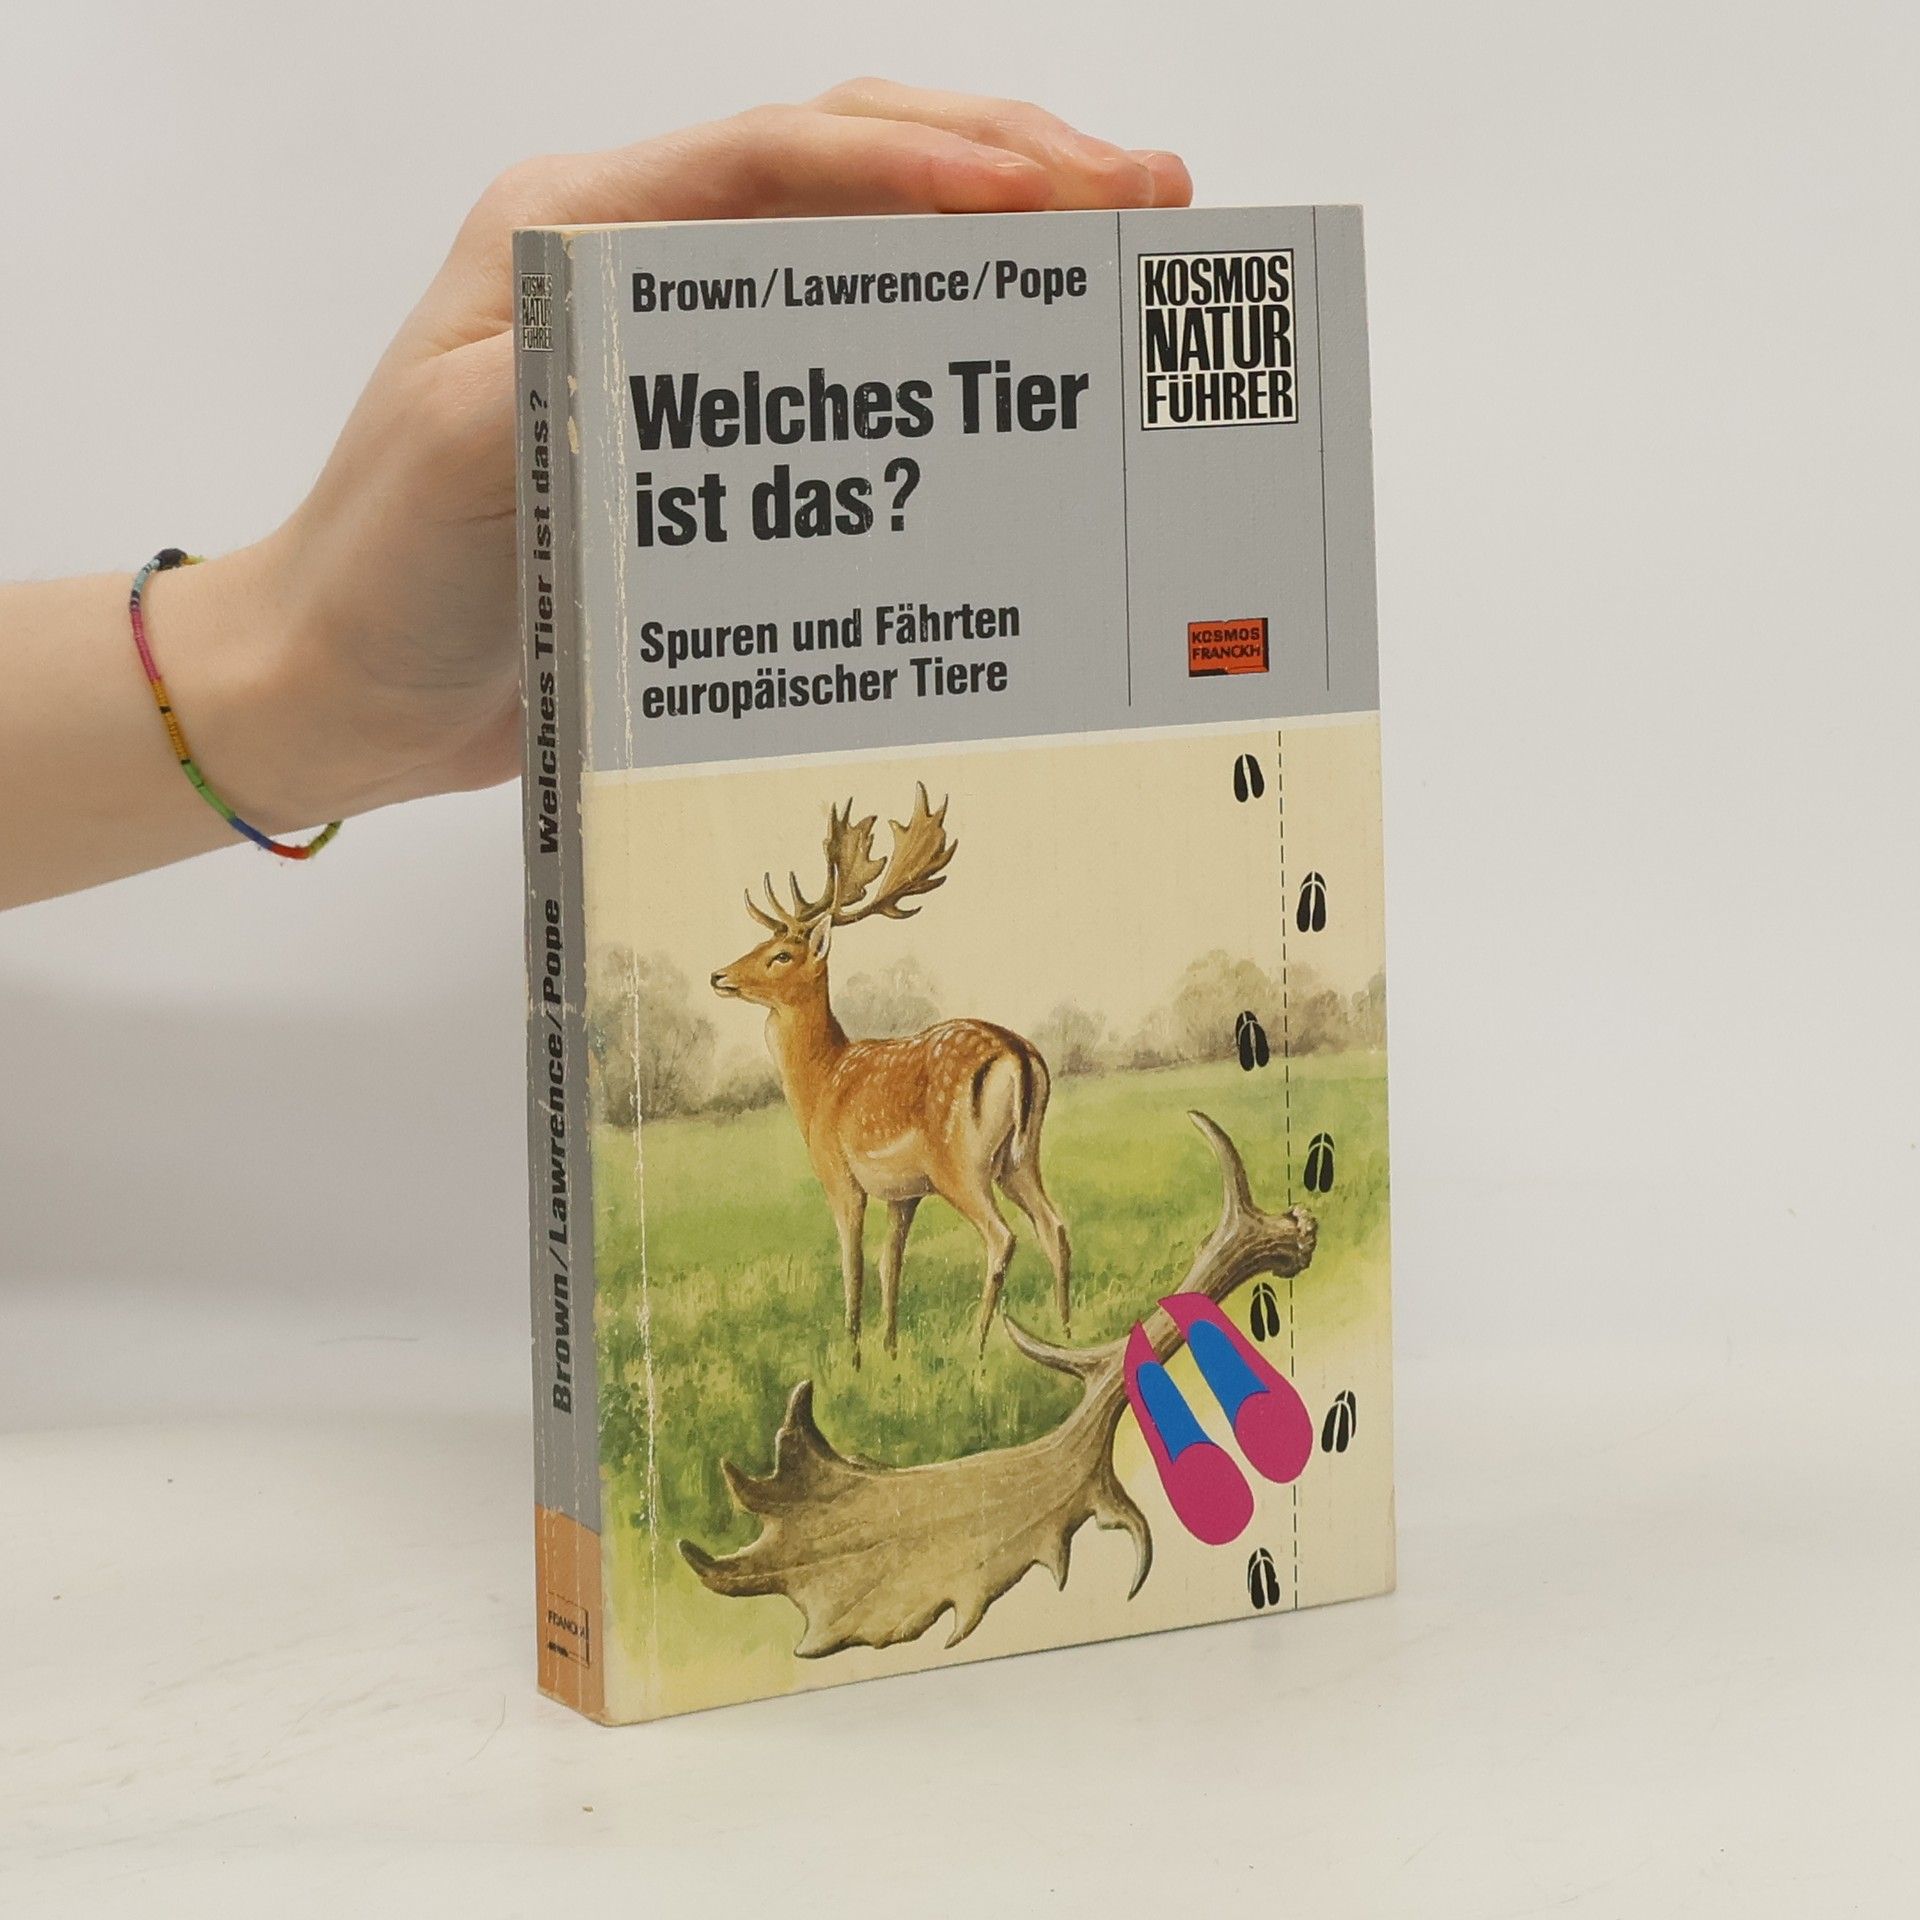 Brown/Lawrence/Pope
Welches Tier
ist das?
Spuren und Fährten
europäischer Tiere
KOSMOS
NATUR
FÜHRER
KOSMOS
FRANCKH
KOSMOS
NATUR
FÜHRER
Brown/Lawrence/Pope Welches Tier ist das?